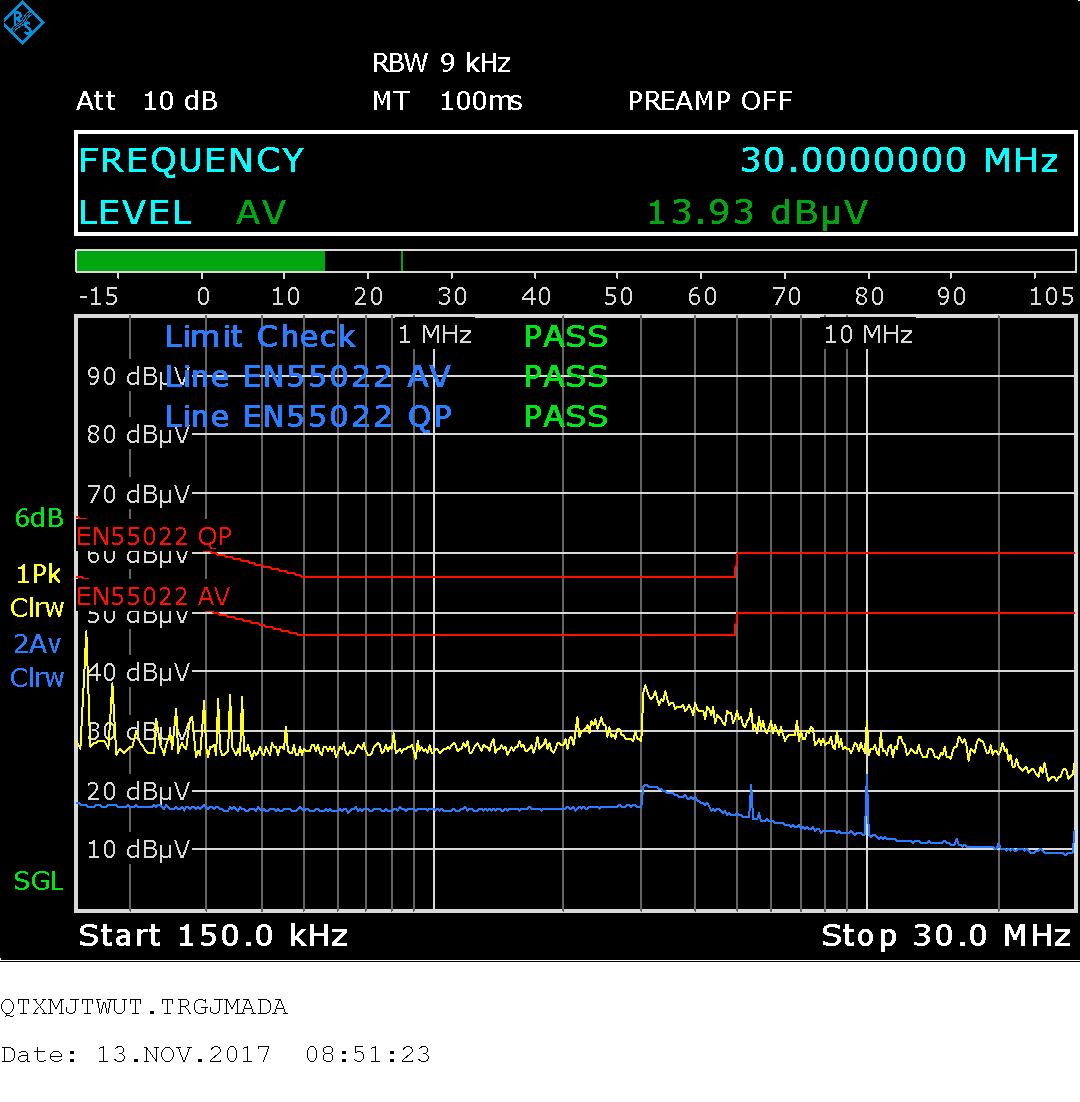 R S
RBW 9 kHz
Att 10 dB MT 100ms PREAMP OFF
FREQUENCY 30.0000000 MHz
LEVEL AV 13.93 dBµV
-15 0 10 20 30 40 50 60 70 80 90 105
Limit Check 1 MHz PASS 10 MHz
90 dBµV Line EN55022 AV PASS
Line EN55022 QP PASS
80 dBµV
70 dBµV
6dB
EN55022 QP
60 dBµV
1Pk
EN55022 AV
Clrw
50 dBµV
2Av
40 dBµV
Clrw
30 dBµV
20 dBµV
10 dBµV
SGL
Start 150.0 kHz Stop 30.0 MHz
QTXMJTWUT.TRGJMADA
Date: 13.NOV.2017 08:51:23